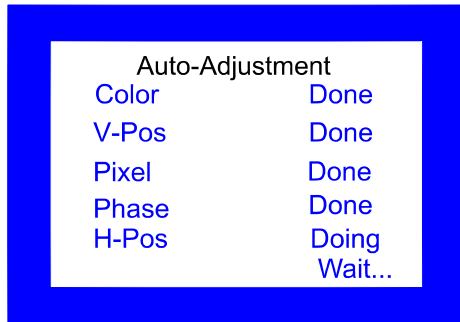 Auto-Adjustment
Color Done
V-Pos Done
Pixel Done
Phase Done
H-Pos Doing
Wait...